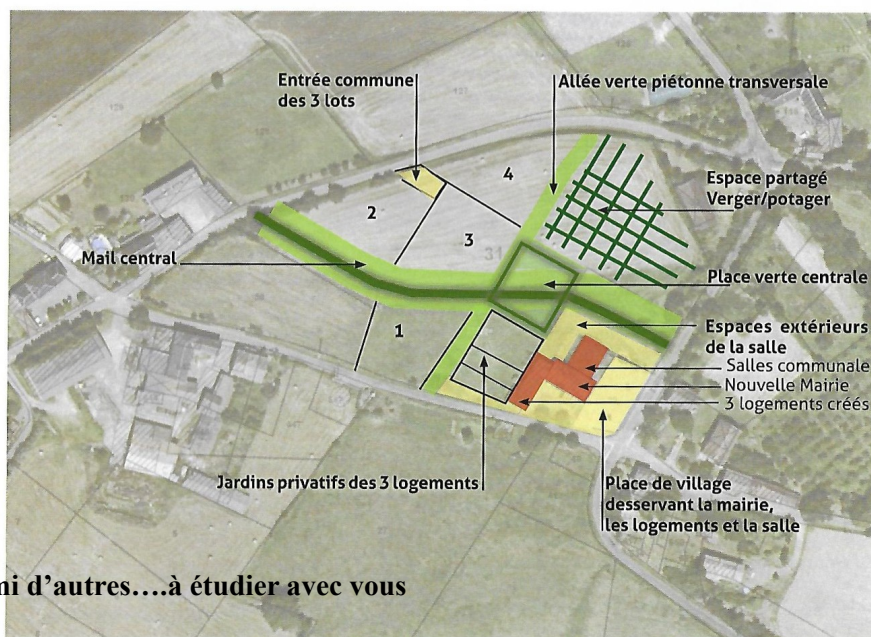 Entrée commune
des 3 lots
Allée verte piétonne transversale
4
Espace partagé
Verger/potager
2
3
31
Mail central
Place verte centrale
1
Espaces extérieurs
de la salle
Salles communale
Nouvelle Mairie
3 logements créés
Jardins privatifs des 3 logements
Place de village
desservant la mairie,
les logements et la salle
d'autres....à étudier avec vous